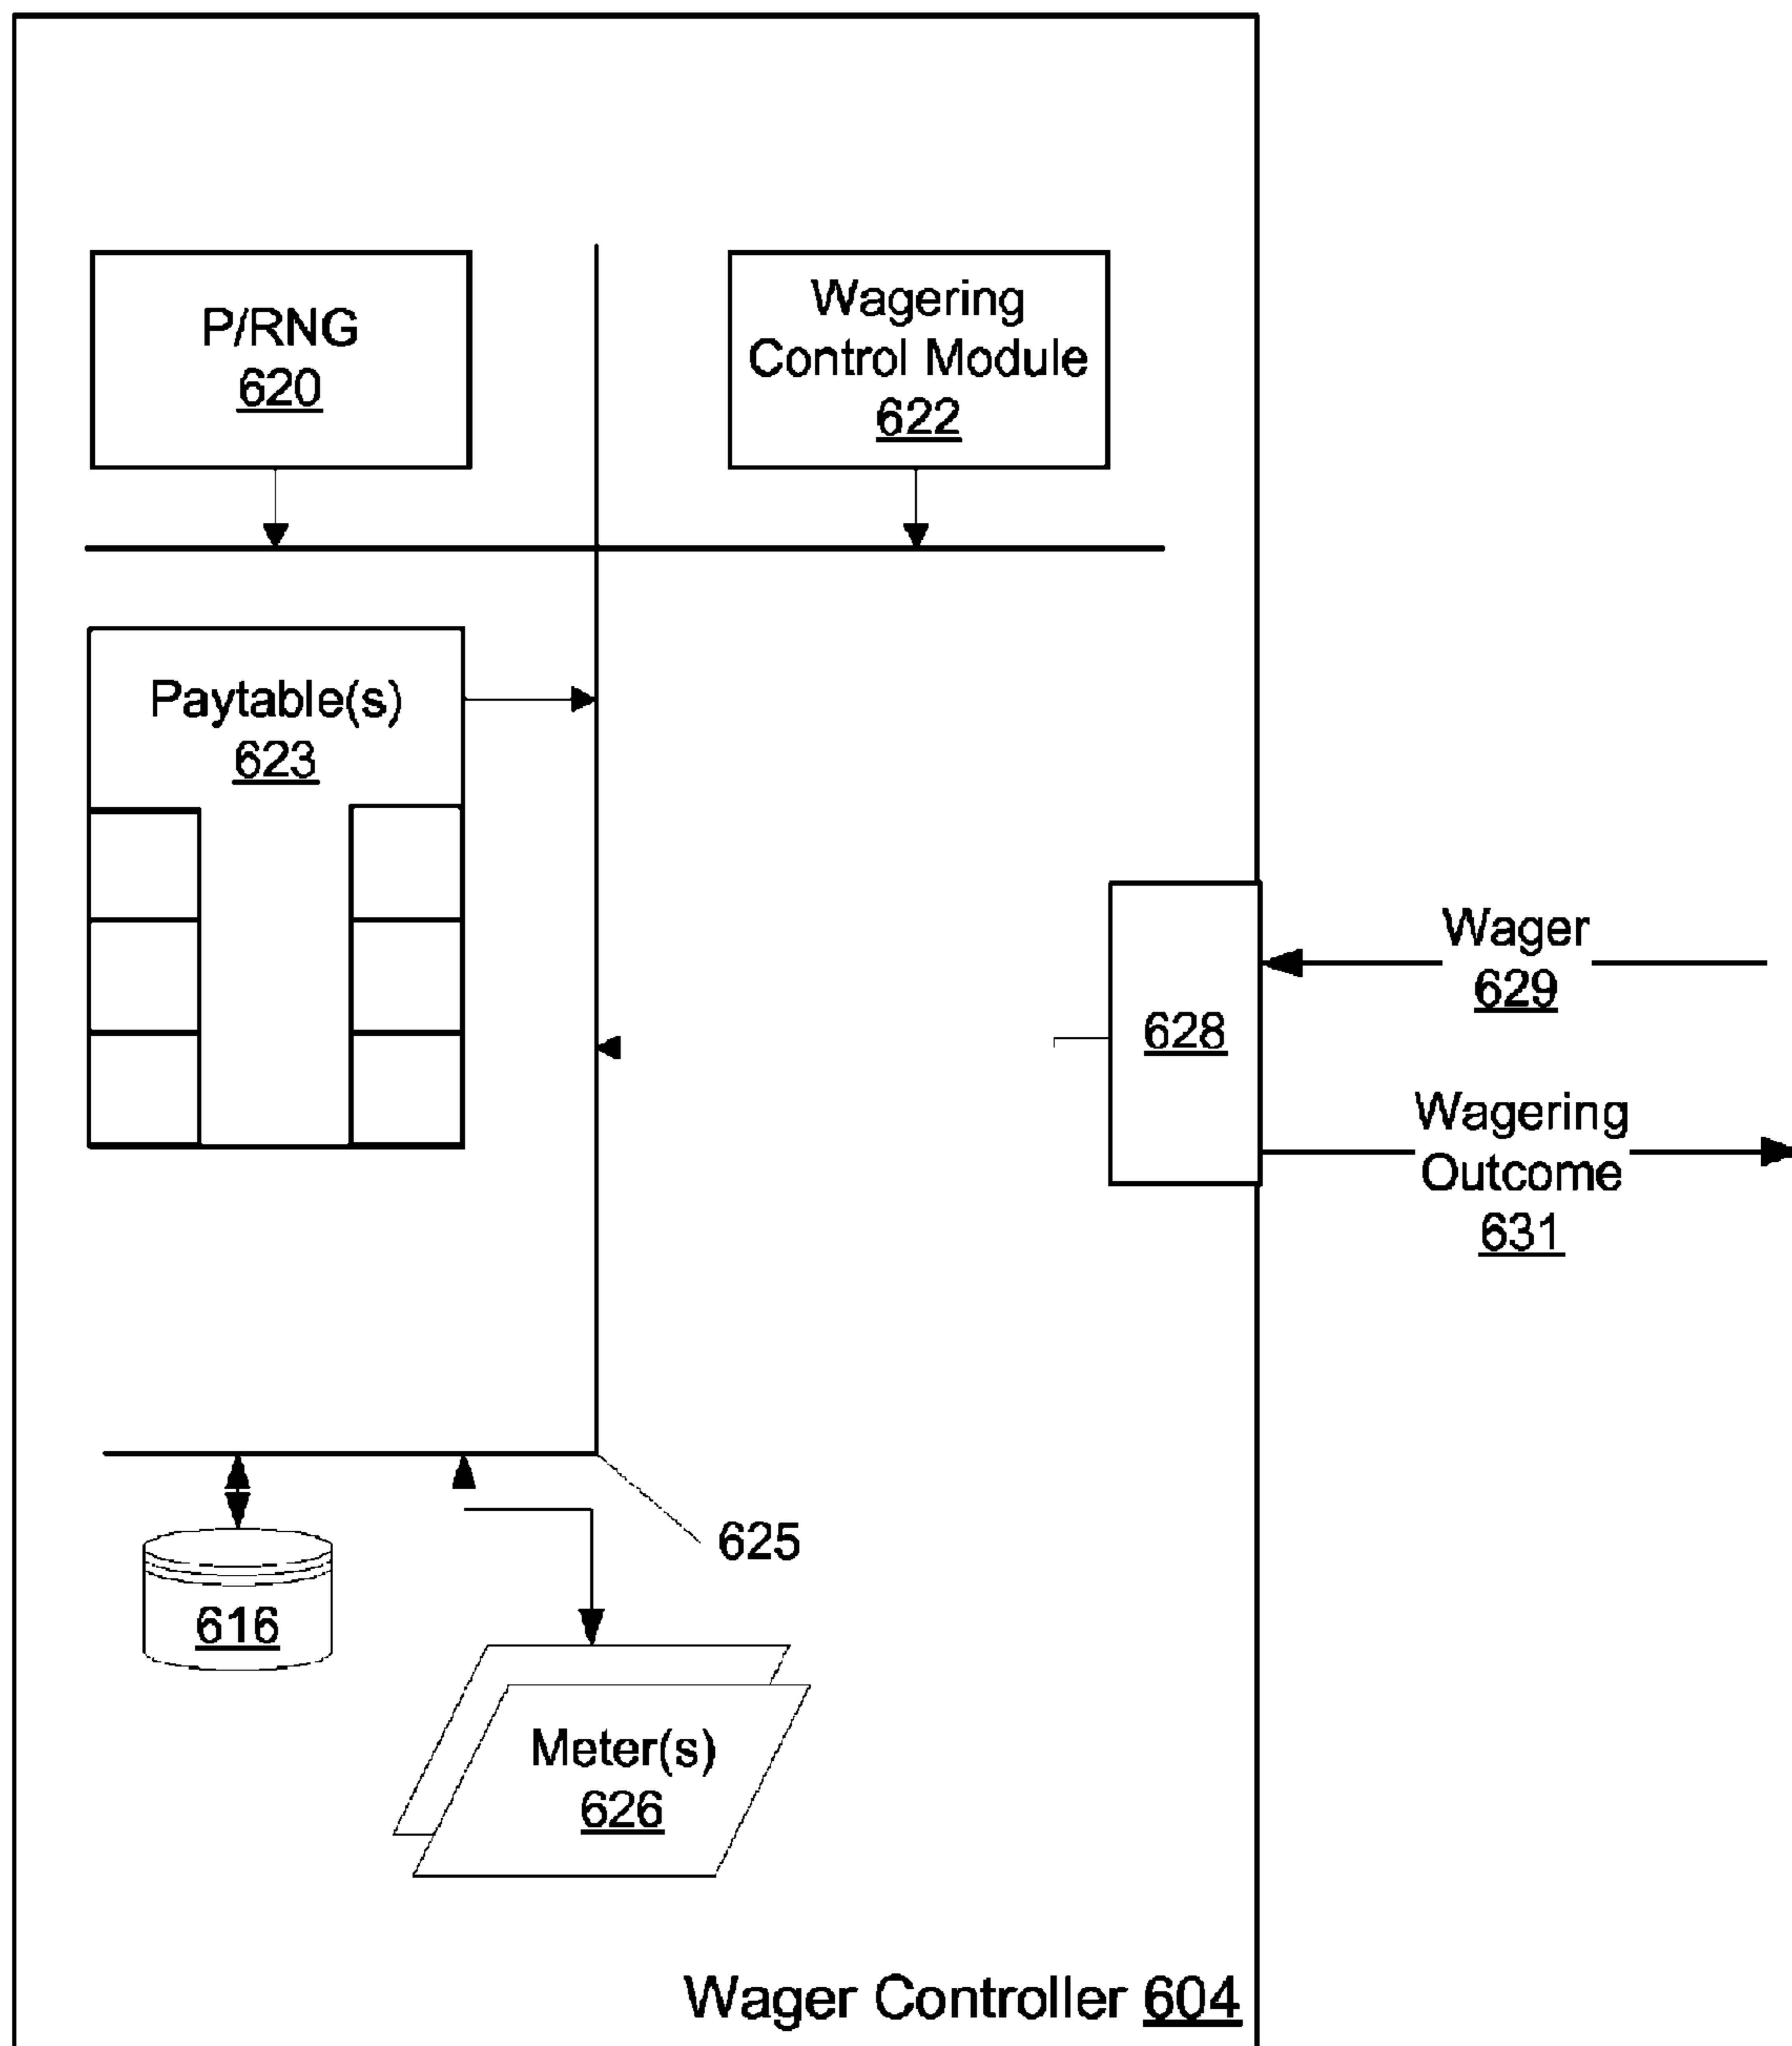 P/RNG
620
Wagering
Control Module
622
Paytable(s)
623
Wager
629
628
Wagering
Outcome
631
625
616
Meter(s)
626
Wager Controller 604